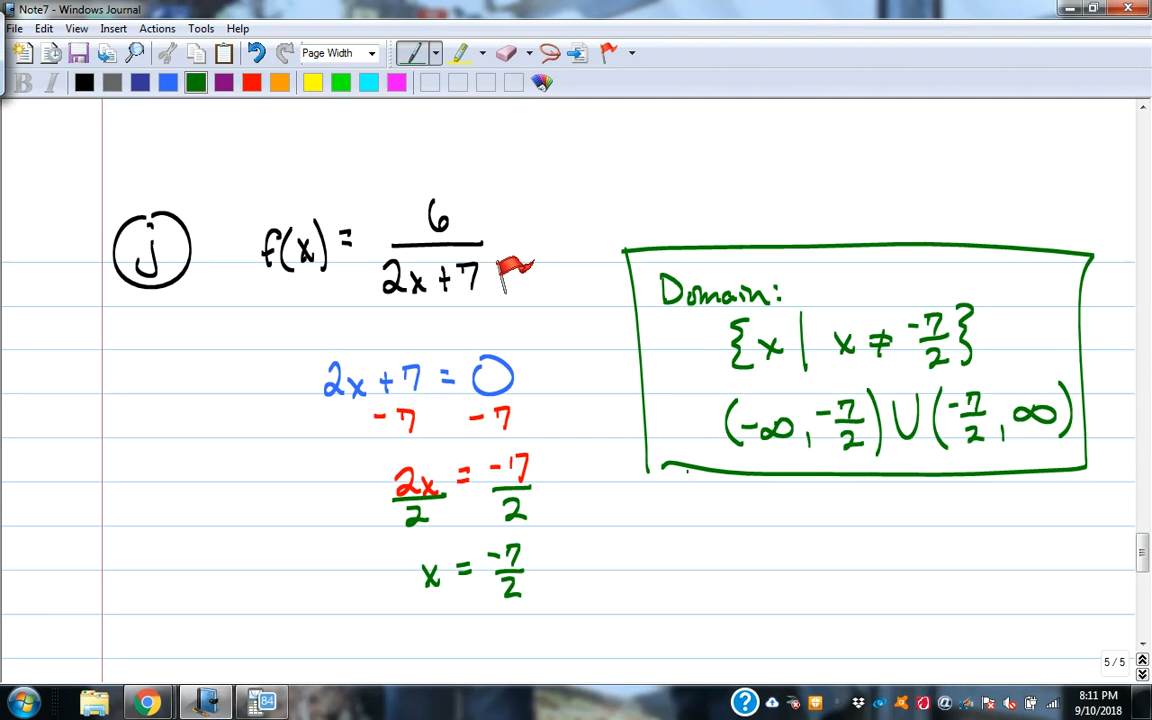 Note7 - Windows Journal
File Edit View Insert Actions Tools Help
Page Width
B I
j f(x) = 6 / 2x + 7
Domain:
{x | x ≠ -7/2}
(-∞, -7/2) ∪ (-7/2, ∞)
2x + 7 = 0
-7 -7
2x/2 = -7/2
x = -7/2
5 / 5
84
8:11 PM
9/10/2018